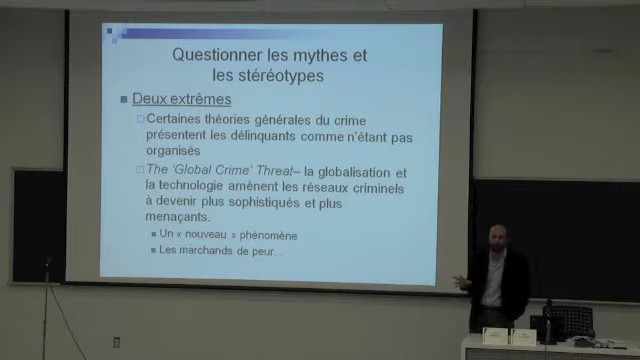 Questionner les mythes et
les stéréotypes
Deux extrêmes
Certaines théories générales du crime
présentent les délinquants comme n'étant pas
organisés
The 'Global Crime' Threat– la globalisation et
la technologie amènent les réseaux criminels
à devenir plus sophistiqués et plus
menaçants.
Un « nouveau » phénomène
Les marchands de peur...